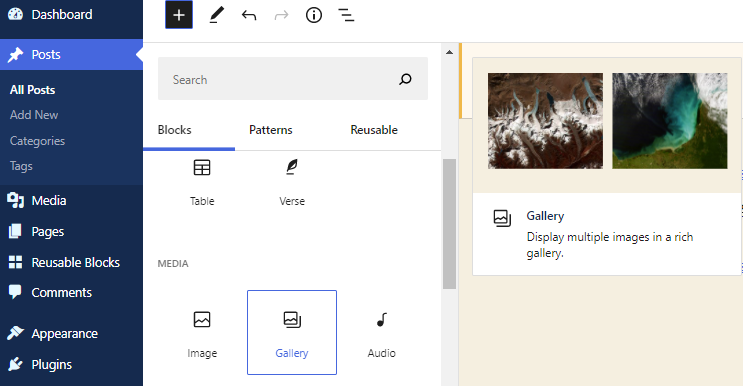 Dashboard
Posts
All Posts
Add New
Categories
Tags
Media
Pages
Reusable Blocks
Comments
Appearance
Plugins
Search
Blocks Patterns Reusable
Table Verse
MEDIA
Image Gallery Audio
Gallery
Display multiple images in a rich
gallery.